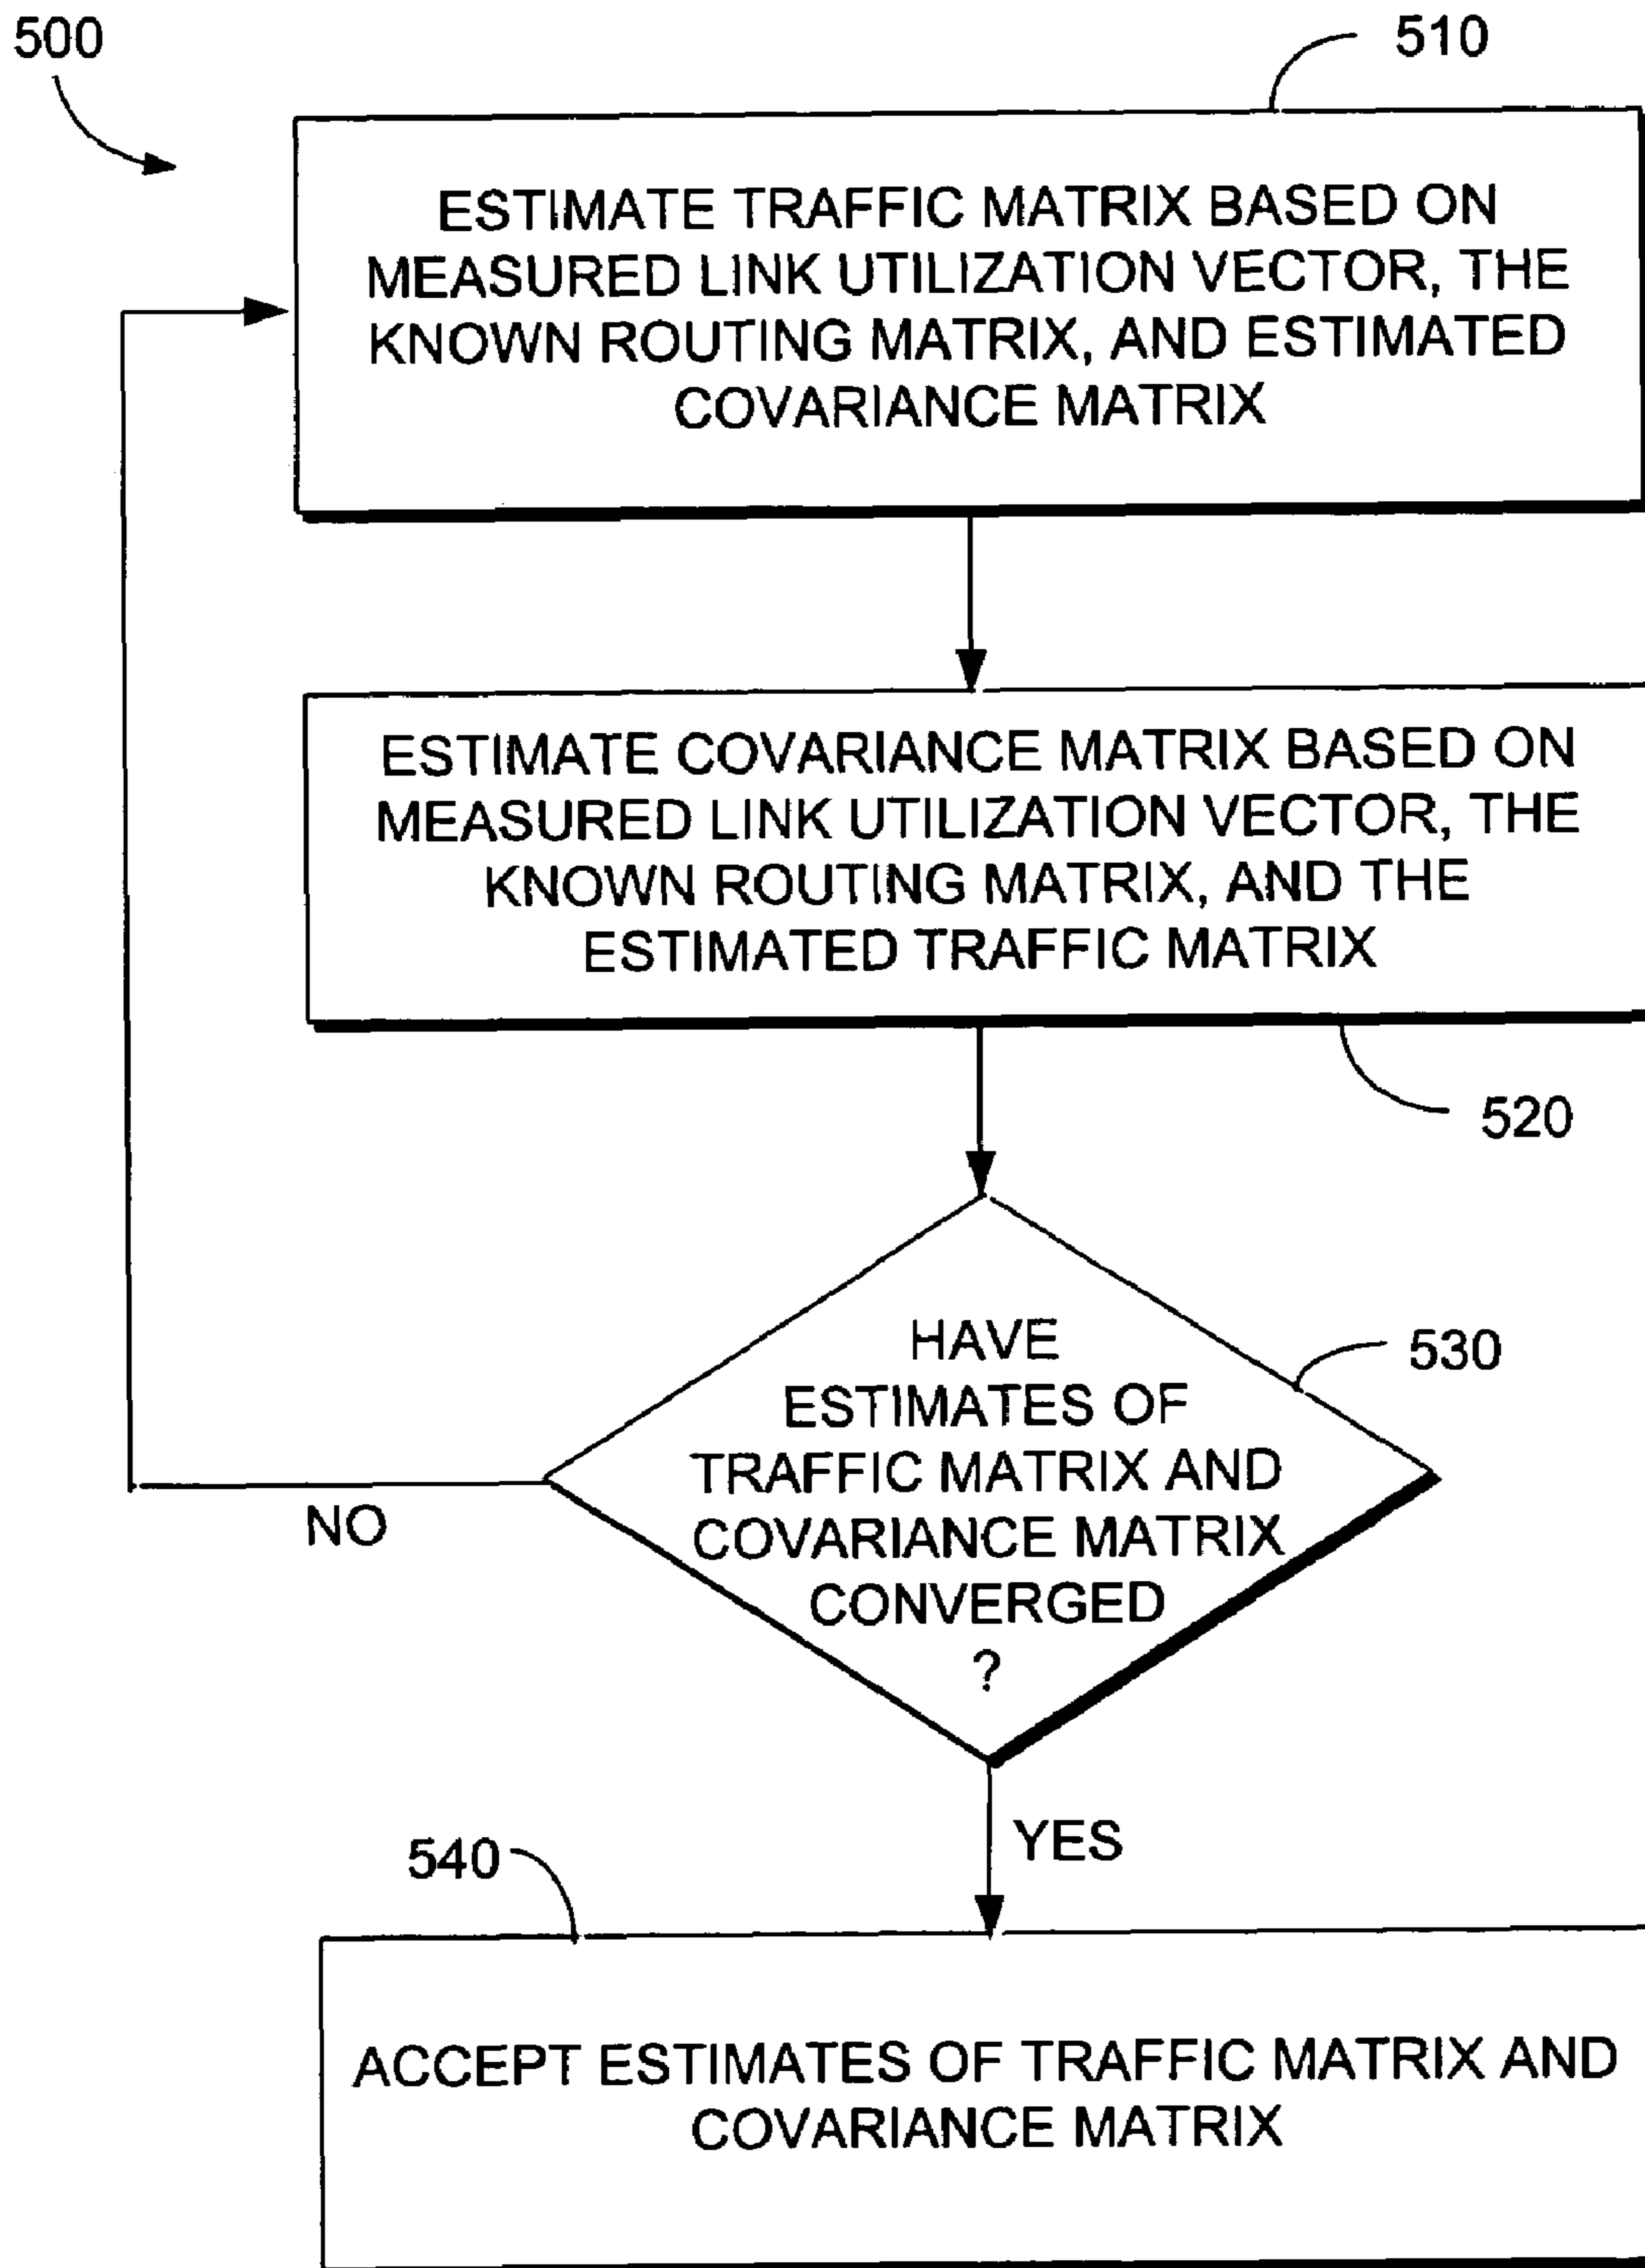 500
510
ESTIMATE TRAFFIC MATRIX BASED ON
MEASURED LINK UTILIZATION VECTOR, THE
KNOWN ROUTING MATRIX, AND ESTIMATED
COVARIANCE MATRIX
ESTIMATE COVARIANCE MATRIX BASED ON
MEASURED LINK UTILIZATION VECTOR, THE
KNOWN ROUTING MATRIX, AND THE
ESTIMATED TRAFFIC MATRIX
520
HAVE
ESTIMATES OF
TRAFFIC MATRIX AND
COVARIANCE MATRIX
CONVERGED
?
530
NO
YES
540
ACCEPT ESTIMATES OF TRAFFIC MATRIX AND
COVARIANCE MATRIX